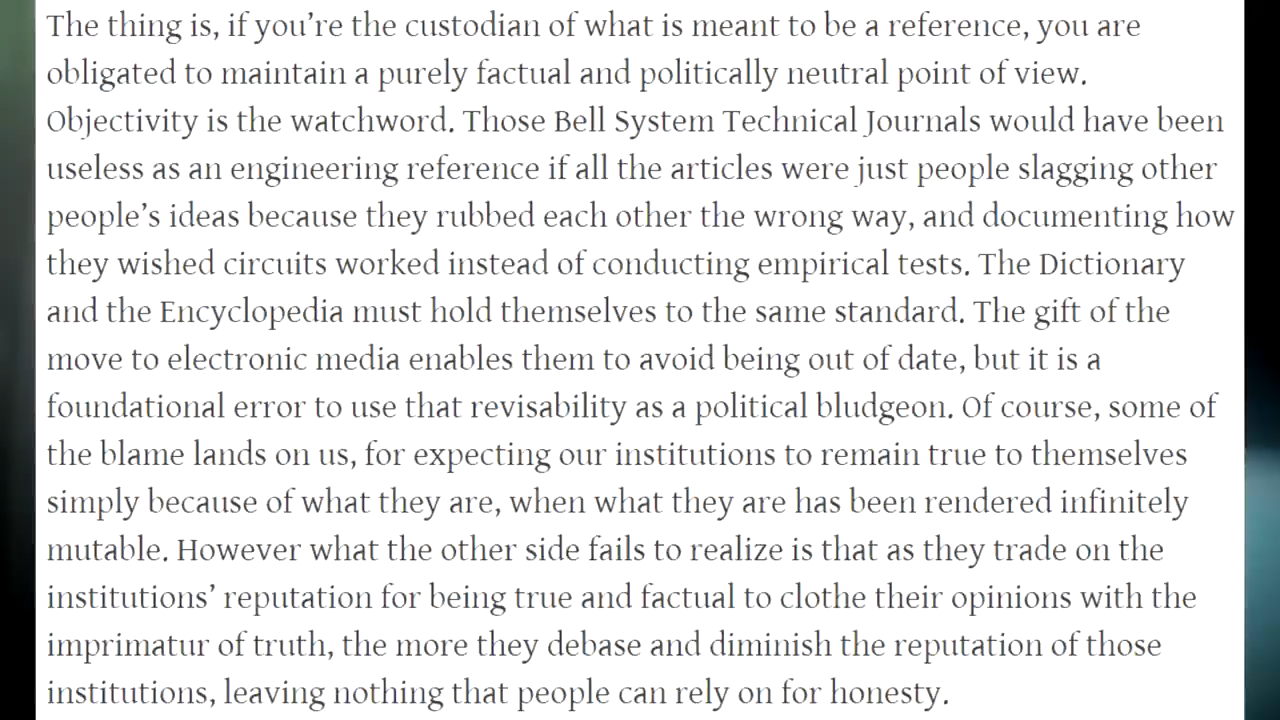 The thing is, if you’re the custodian of what is meant to be a reference, you are
obligated to maintain a purely factual and politically neutral point of view.
Objectivity is the watchword. Those Bell System Technical Journals would have been
useless as an engineering reference if all the articles were just people slagging other
people’s ideas because they rubbed each other the wrong way, and documenting how
they wished circuits worked instead of conducting empirical tests. The Dictionary
and the Encyclopedia must hold themselves to the same standard. The gift of the
move to electronic media enables them to avoid being out of date, but it is a
foundational error to use that revisability as a political bludgeon. Of course, some of
the blame lands on us, for expecting our institutions to remain true to themselves
simply because of what they are, when what they are has been rendered infinitely
mutable. However what the other side fails to realize is that as they trade on the
institutions’ reputation for being true and factual to clothe their opinions with the
imprimatur of truth, the more they debase and diminish the reputation of those
institutions, leaving nothing that people can rely on for honesty.